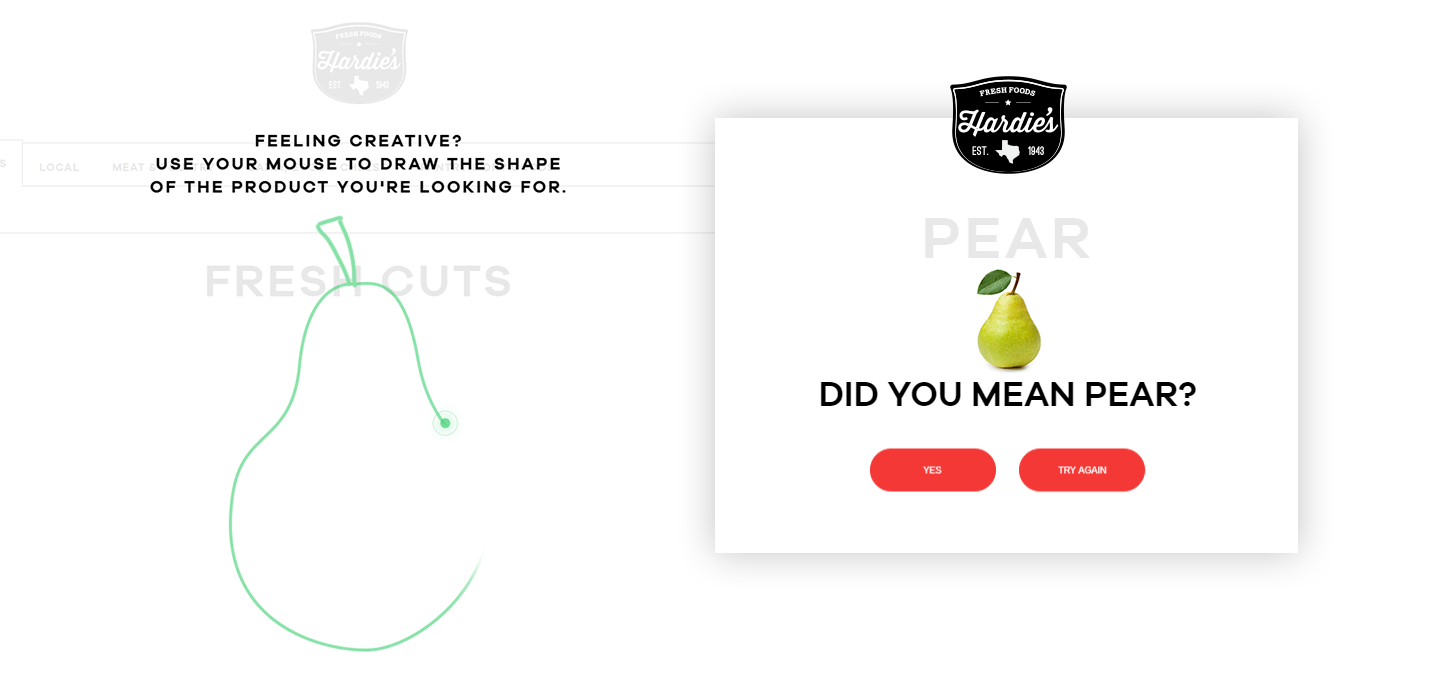 FRESH FOODS
Hardie's
EST. 1943
FEELING CREATIVE?
USE YOUR MOUSE TO DRAW THE SHAPE
OF THE PRODUCT YOU'RE LOOKING FOR.
S LOCAL MEAT &
FRESH CUTS
FRESH FOODS
Hardie's
EST. 1943
PEAR
DID YOU MEAN PEAR?
YES TRY AGAIN